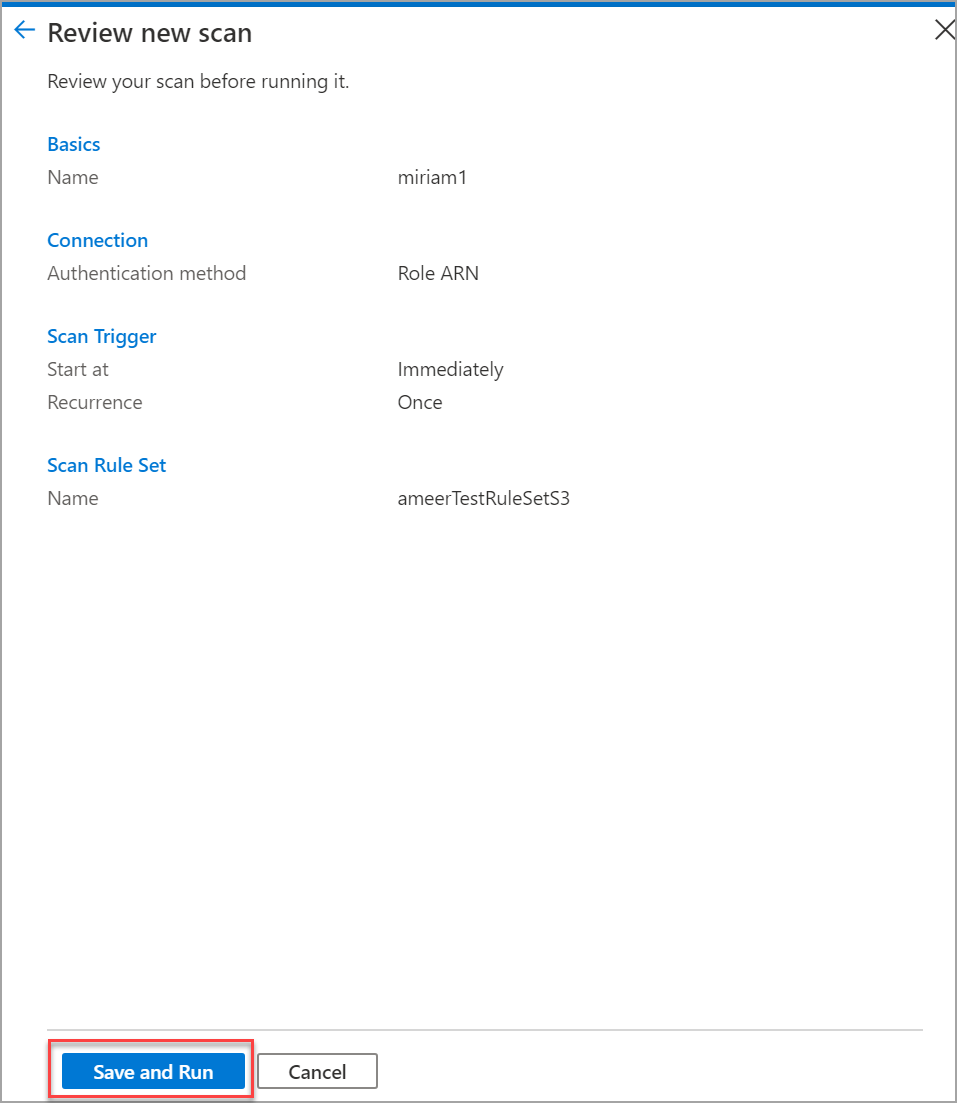 Review new scan
Review your scan before running it.
Basics
Name miriam1
Connection
Authentication method Role ARN
Scan Trigger
Start at Immediately
Recurrence Once
Scan Rule Set
Name ameerTestRuleSetS3
Save and Run Cancel